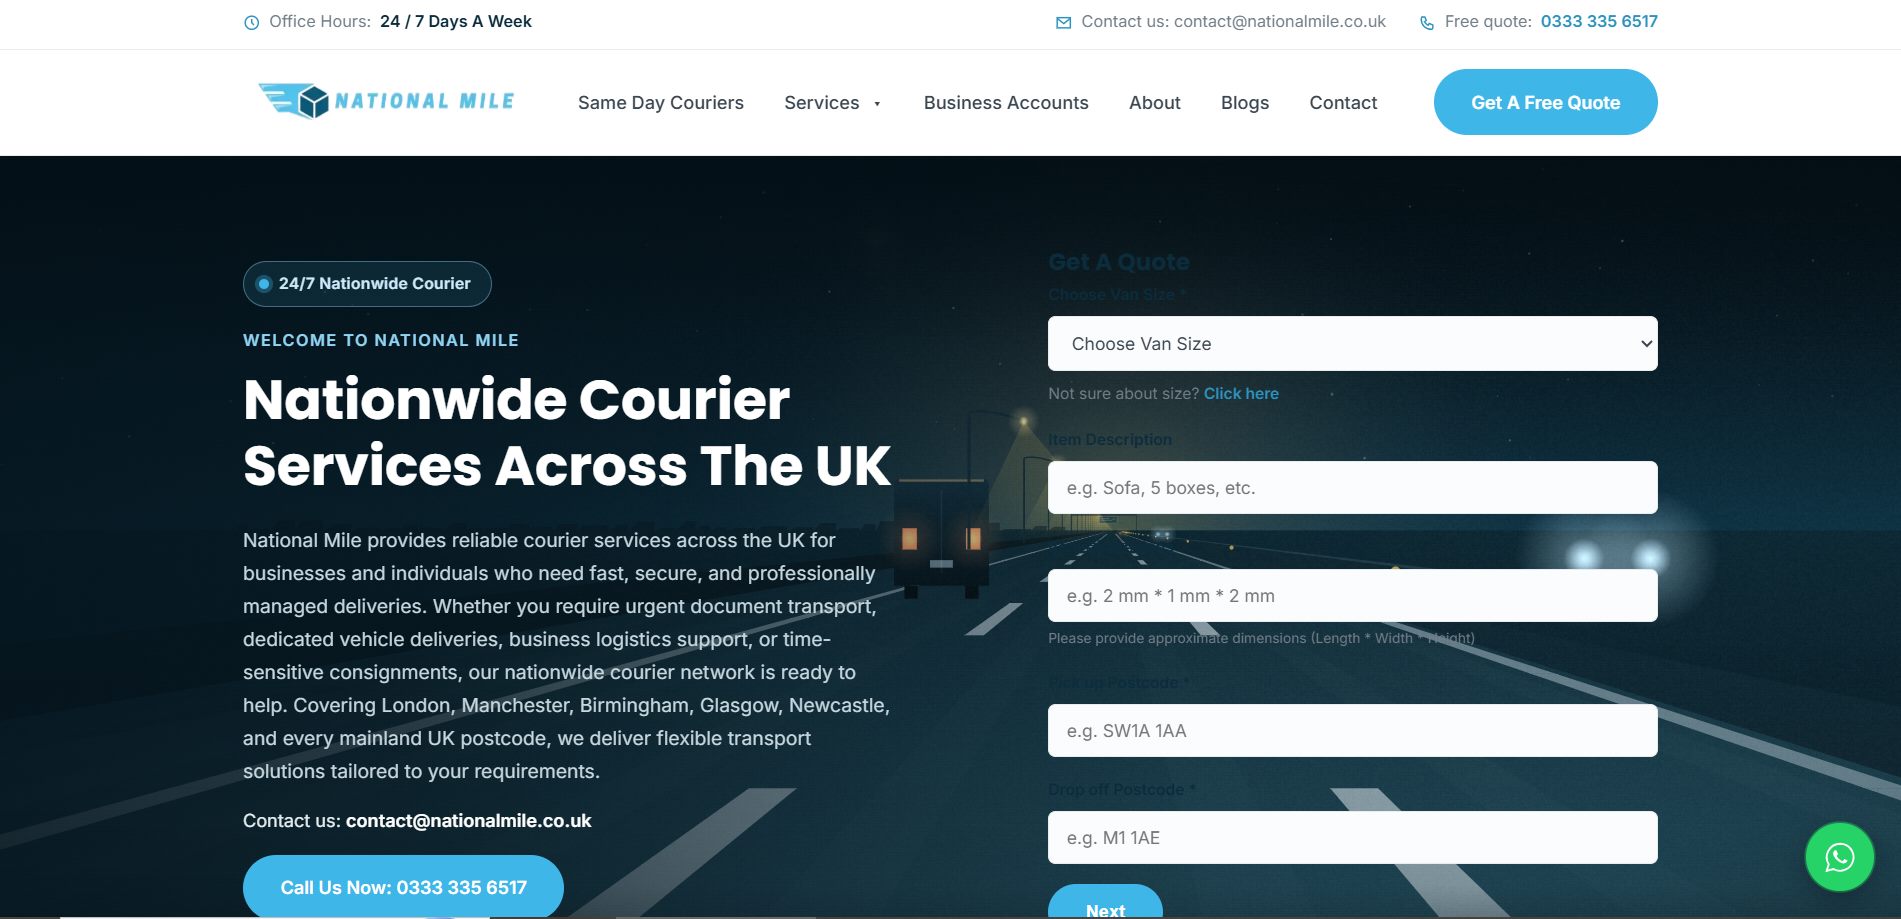 Office Hours: 24 / 7 Days A Week
Contact us: contact@nationalmile.co.uk
Free quote: 0333 335 6517
NATIONAL MILE
Same Day Couriers
Services
Business Accounts
About
Blogs
Contact
Get A Free Quote
24/7 Nationwide Courier
WELCOME TO NATIONAL MILE
Nationwide Courier
Services Across The UK
National Mile provides reliable courier services across the UK for
businesses and individuals who need fast, secure, and professionally
managed deliveries. Whether you require urgent document transport,
dedicated vehicle deliveries, business logistics support, or time-
sensitive consignments, our nationwide courier network is ready to
help. Covering London, Manchester, Birmingham, Glasgow, Newcastle,
and every mainland UK postcode, we deliver flexible transport
solutions tailored to your requirements.
Contact us: contact@nationalmile.co.uk
Call Us Now: 0333 335 6517
Get A Quote
Choose Van Size *
Choose Van Size
Not sure about size? Click here
Item Description
e.g. Sofa, 5 boxes, etc.
e.g. 2 mm * 1 mm * 2 mm
Please provide approximate dimensions (Length * Width * Height)
Pick up Postcode *
e.g. SW1A 1AA
Drop off Postcode *
e.g. M1 1AE
Next